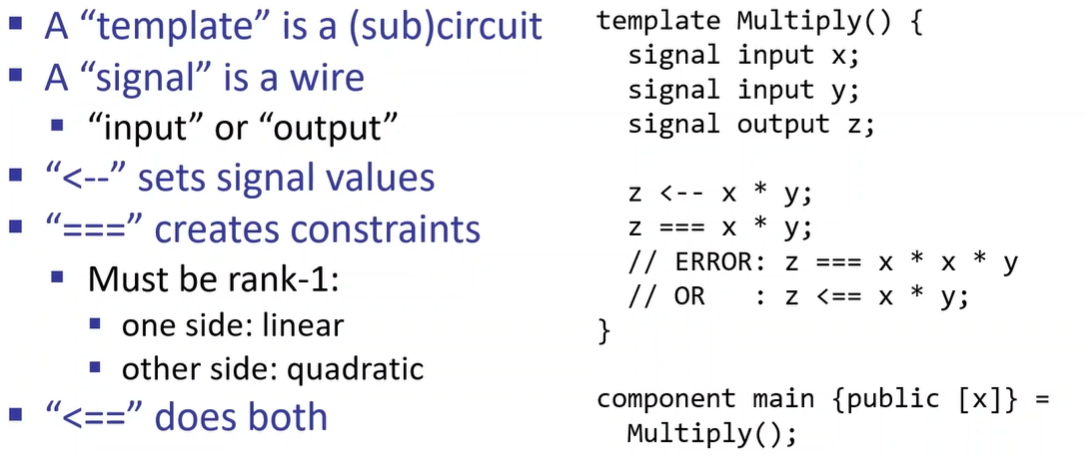 ▪ A “template” is a (sub)circuit
▪ A “signal” is a wire
▪ “input” or “output”
▪ “<--” sets signal values
▪ “===” creates constraints
▪ Must be rank-1:
▪ one side: linear
▪ other side: quadratic
▪ “<==” does both
template Multiply() {
signal input x;
signal input y;
signal output z;
z <-- x * y;
z === x * y;
// ERROR: z === x * x * y
// OR   : z <== x * y;
}
component main {public [x]} =
Multiply();